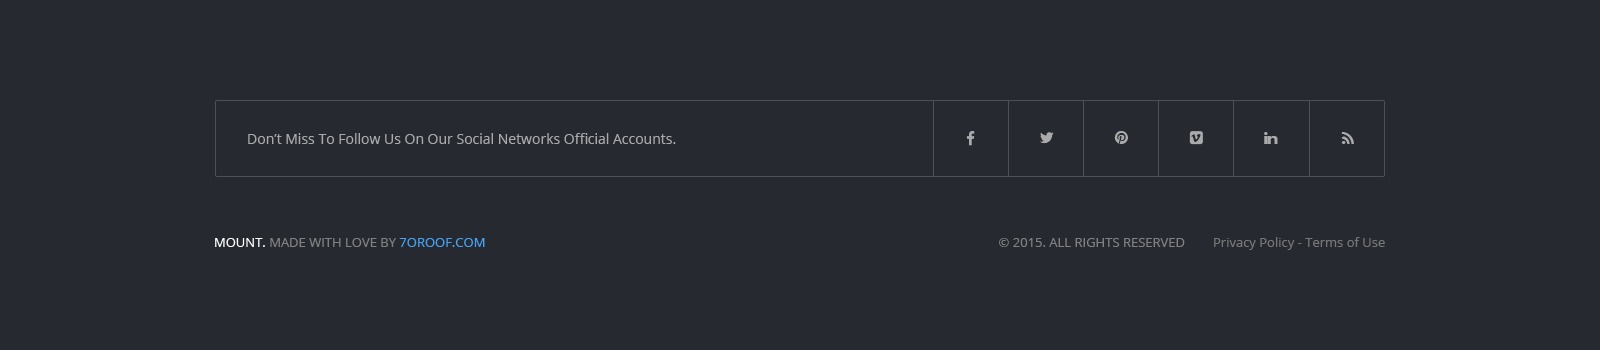 Don't Miss To Follow Us On Our Social Networks Official Accounts.
MOUNT. MADE WITH LOVE BY 7OROOF.COM © 2015. ALL RIGHTS RESERVED Privacy Policy - Terms of Use